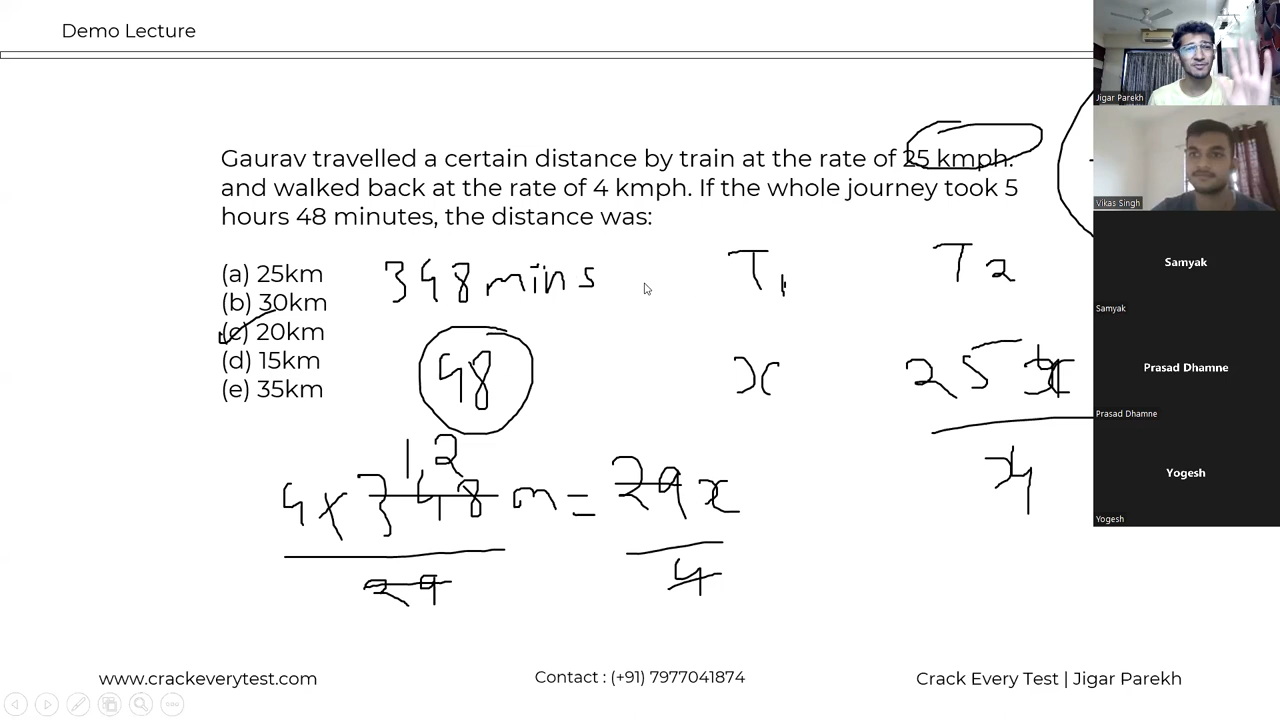 Demo Lecture
Gaurav travelled a certain distance by train at the rate of 25 kmph.
and walked back at the rate of 4 kmph. If the whole journey took 5
hours 48 minutes, the distance was:
(a) 25km
(b) 30km
(c) 20km
(d) 15km
(e) 35km
348 mins
T1 T2
48
x 25x
4
12
4 x 348 m = 29x
29 4
www.crackeverytest.com
Contact : (+91) 7977041874
Crack Every Test | Jigar Parekh
Jigar Parekh
Vikas Singh
Samyak
Samyak
Prasad Dhamne
Prasad Dhamne
Yogesh
Yogesh